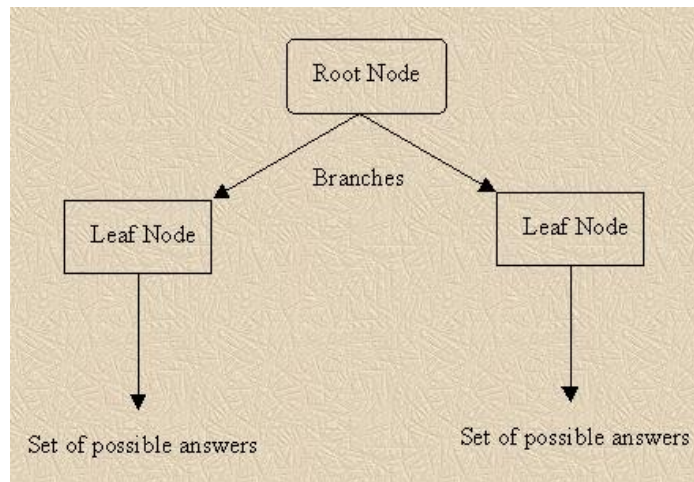 Root Node
Branches
Leaf Node
Leaf Node
Set of possible answers
Set of possible answers